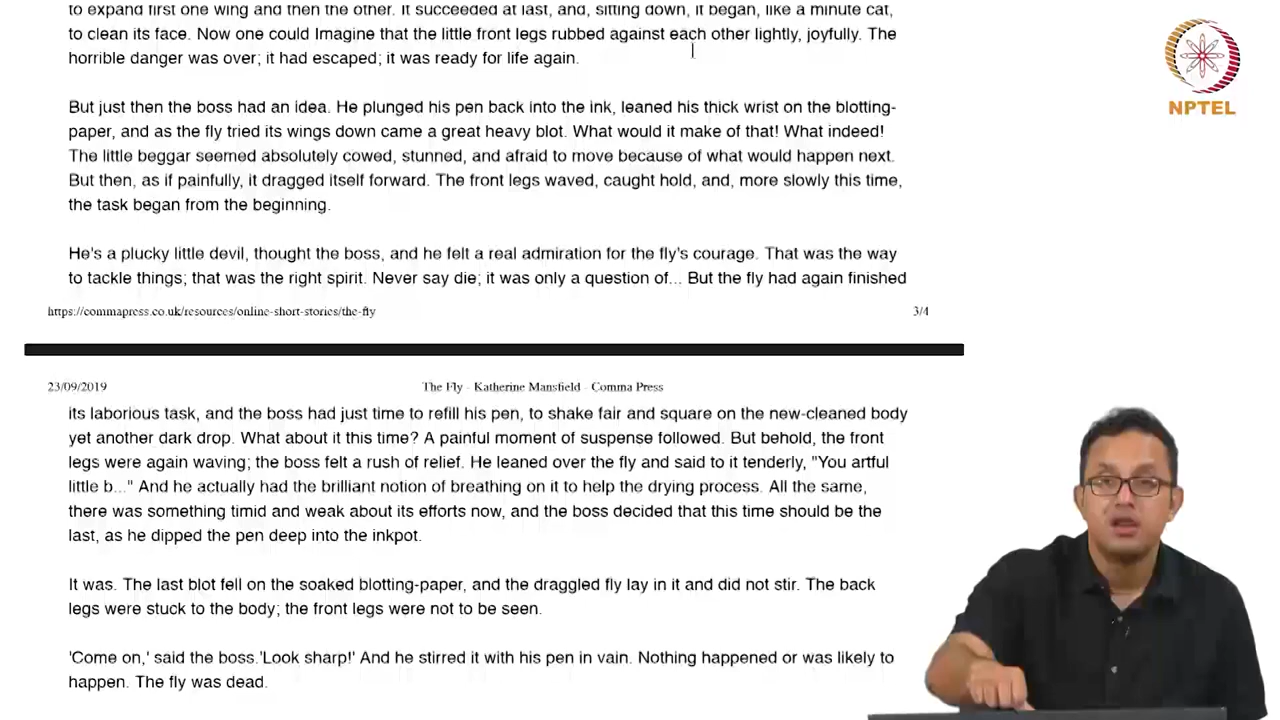 to expand first one wing and then the other. It succeeded at last, and, sitting down, it began, like a minute cat,
to clean its face. Now one could Imagine that the little front legs rubbed against each other lightly, joyfully. The
horrible danger was over; it had escaped; it was ready for life again.
But just then the boss had an idea. He plunged his pen back into the ink, leaned his thick wrist on the blotting-
paper, and as the fly tried its wings down came a great heavy blot. What would it make of that! What indeed!
The little beggar seemed absolutely cowed, stunned, and afraid to move because of what would happen next.
But then, as if painfully, it dragged itself forward. The front legs waved, caught hold, and, more slowly this time,
the task began from the beginning.
He's a plucky little devil, thought the boss, and he felt a real admiration for the fly's courage. That was the way
to tackle things; that was the right spirit. Never say die; it was only a question of... But the fly had again finished
https://commapress.co.uk/resources/online-short-stories/the-fly 3/4
23/09/2019 The Fly - Katherine Mansfield - Comma Press
its laborious task, and the boss had just time to refill his pen, to shake fair and square on the new-cleaned body
yet another dark drop. What about it this time? A painful moment of suspense followed. But behold, the front
legs were again waving; the boss felt a rush of relief. He leaned over the fly and said to it tenderly, "You artful
little b..." And he actually had the brilliant notion of breathing on it to help the drying process. All the same,
there was something timid and weak about its efforts now, and the boss decided that this time should be the
last, as he dipped the pen deep into the inkpot.
It was. The last blot fell on the soaked blotting-paper, and the draggled fly lay in it and did not stir. The back
legs were stuck to the body; the front legs were not to be seen.
'Come on,' said the boss.'Look sharp!' And he stirred it with his pen in vain. Nothing happened or was likely to
happen. The fly was dead.
NPTEL